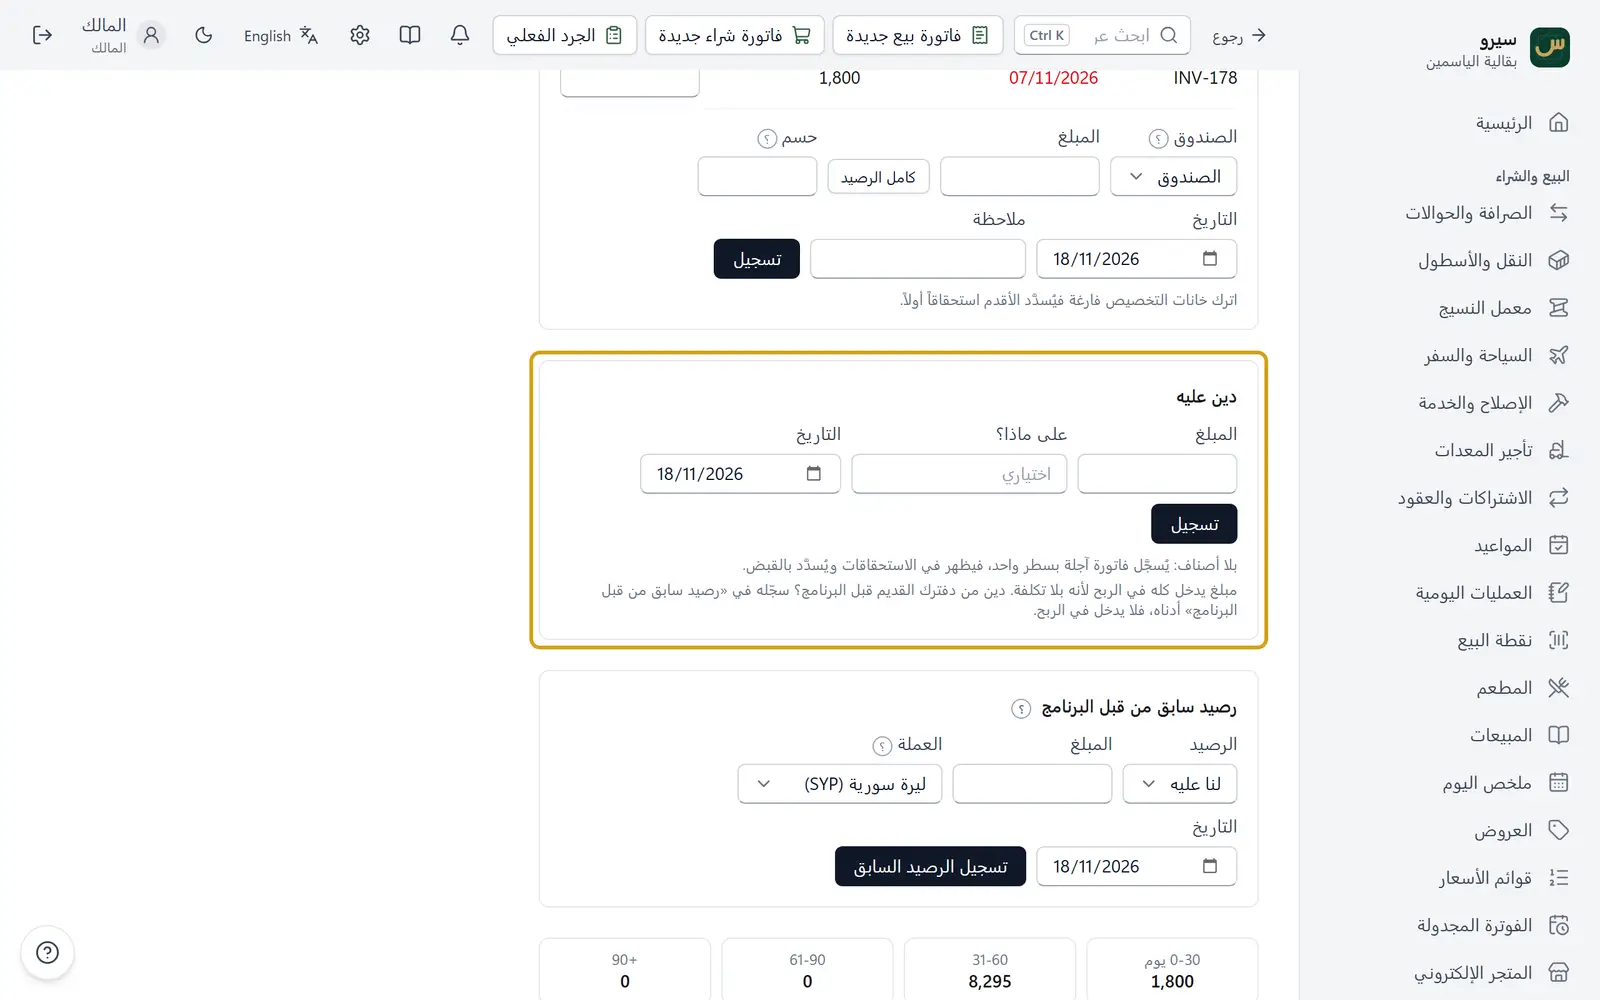 سيرو
بقالية الياسمين
رجوع
ابحث عر
Ctrl K
فاتورة بيع جديدة
فاتورة شراء جديدة
الجرد الفعلي
English
المالك
المالك
الرئيسية
البيع والشراء
الصرافة والحوالات
النقل والأسطول
معمل النسيج
السياحة والسفر
الإصلاح والخدمة
تأجير المعدات
الاشتراكات والعقود
المواعيد
العمليات اليومية
نقطة البيع
المطعم
المبيعات
ملخص اليوم
العروض
قوائم الأسعار
الفوترة المجدولة
المتجر الإلكتروني
INV-178
07/11/2026
1,800
الصندوق ؟
المبلغ
حسم ؟
الصندوق
كامل الرصيد
التاريخ
ملاحظة
18/11/2026
تسجيل
اترك خانات التخصيص فارغة فيُسدَّد الأقدم استحقاقاً أولاً.
دين عليه
المبلغ
على ماذا؟
التاريخ
اختياري
18/11/2026
تسجيل
بلا أصناف: يُسجَّل فاتورة آجلة بسطر واحد، فيظهر في الاستحقاقات ويُسدَّد بالقبض.
مبلغ يدخل كله في الربح لأنه بلا تكلفة. دين من دفترك القديم قبل البرنامج؟ سجّله في «رصيد سابق من قبل
البرنامج» أدناه، فلا يدخل في الربح.
رصيد سابق من قبل البرنامج ؟
الرصيد
المبلغ
العملة ؟
لنا عليه
ليرة سورية (SYP)
التاريخ
18/11/2026
تسجيل الرصيد السابق
0-30 يوم
1,800
31-60
8,295
61-90
0
90+
0